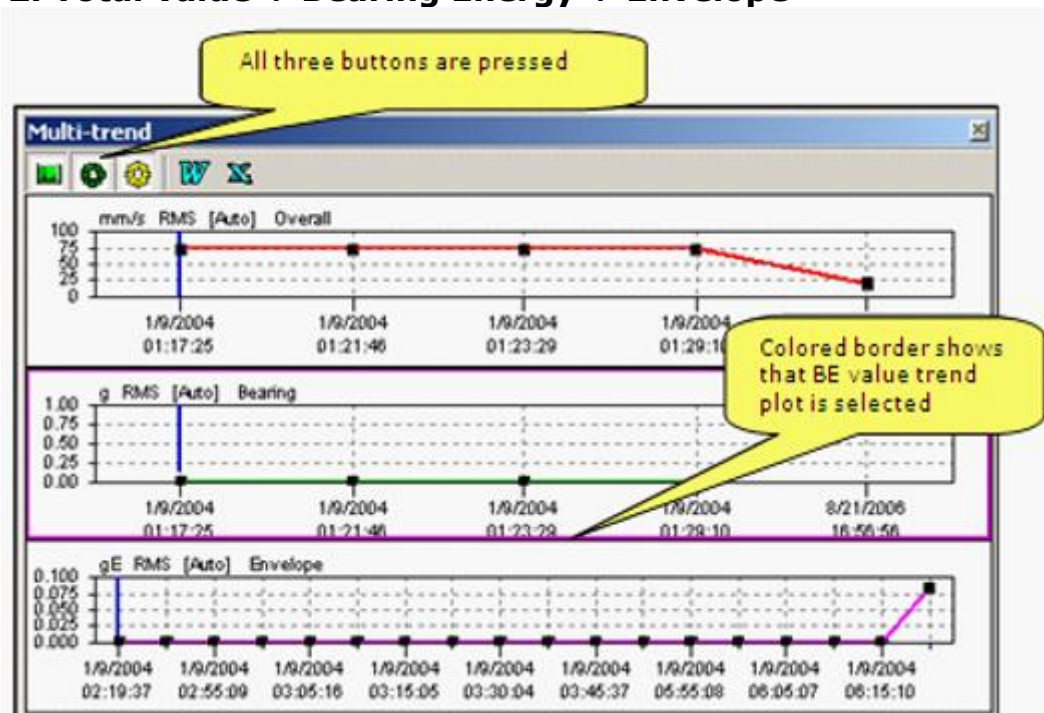 2. Total value + Bearing Energy + Envelope
All three buttons are pressed
Multi-trend
W X
mm/s RMS [Auto] Overall
100
75
50
25
0
1/9/2004 1/9/2004 1/9/2004 1/9/2004
01:17:25 01:21:46 01:23:29 01:29:10
Colored border shows
that BE value trend
plot is selected
g RMS [Auto] Bearing
1.00
0.75
0.50
0.25
0.00
1/9/2004 1/9/2004 1/9/2004 1/9/2004 8/21/2006
01:17:25 01:21:46 01:23:29 01:29:10 16:56:56
gE RMS [Auto] Envelope
0.100
0.075
0.050
0.025
0.000
1/9/2004 1/9/2004 1/9/2004 1/9/2004 1/9/2004 1/9/2004 1/9/2004 1/9/2004 1/9/2004
02:19:37 02:55:09 03:05:16 03:15:05 03:30:04 03:45:37 05:55:08 06:05:07 06:15:10